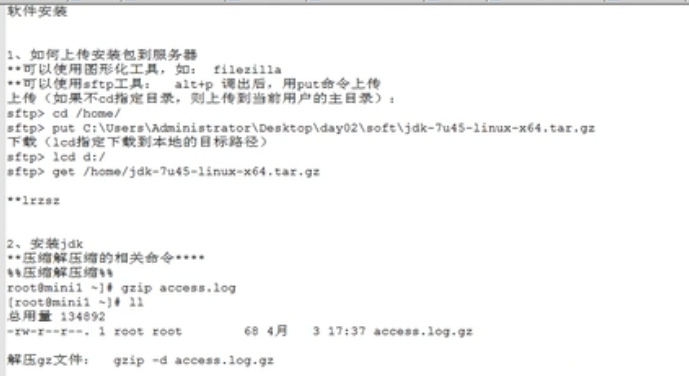 软件安装
1、如何上传安装包到服务器
**可以使用图形化工具,如: filezilla
**可以使用sftp工具: alt+p 调出后,用put命令上传
上传(如果不cd指定目录,则上传到当前用户的主目录):
sftp> cd /home/
sftp> put C:\Users\Administrator\Desktop\day02\soft\jdk-7u45-linux-x64.tar.gz
下载(lcd指定下载到本地的目标路径)
sftp> lcd d:/
sftp> get /home/jdk-7u45-linux-x64.tar.gz
**lrzsz
2、安装jdk
**压缩解压缩的相关命令****
%%压缩解压缩%%
root@mini1 ~]# gzip access.log
[root@mini1 ~]# ll
总用量 134892
-rw-r--r--. 1 root root 68 4月 3 17:37 access.log.gz
解压gz文件: gzip -d access.log.gz